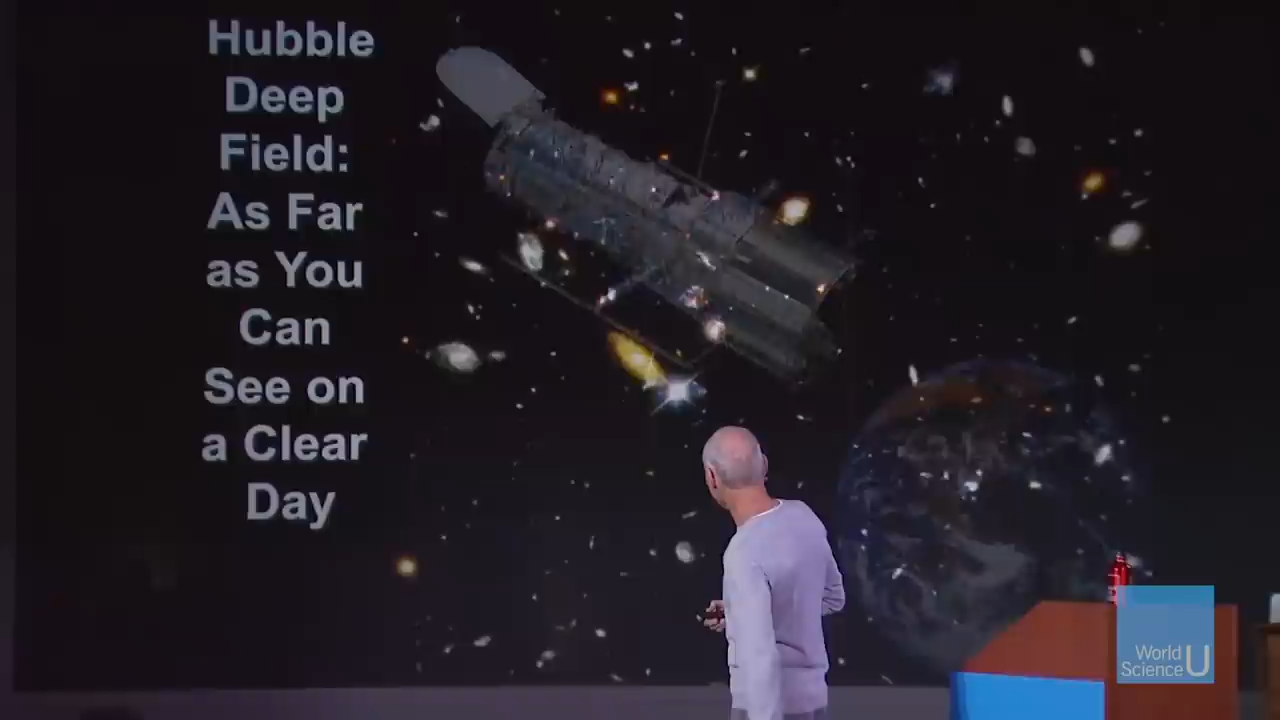 Hubble
Deep
Field:
As Far
as You
Can
See on
a Clear
Day
World
Science U